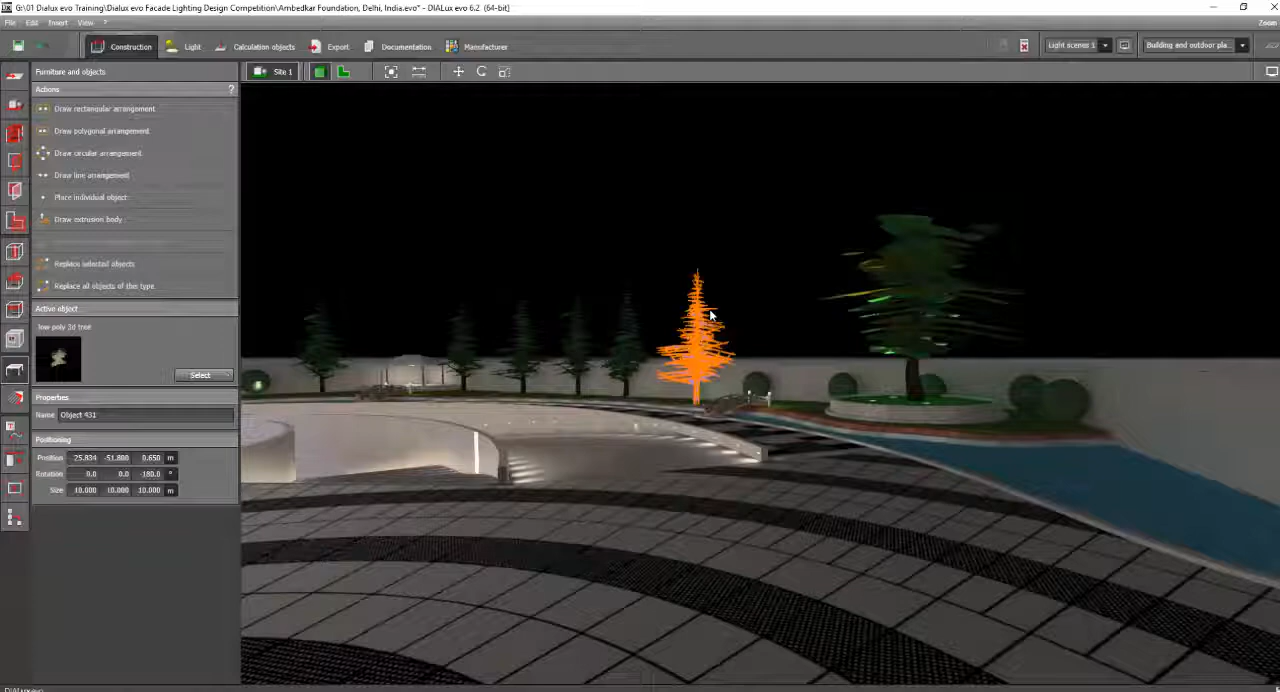 G:\01 Dialux evo Training\Dialux evo Facade Lighting Design Competition\Ambedkar Foundation, Delhi, India.evo* - DIALux evo 6.2 (64-bit)
File Edit Insert View ?
Zoom
Construction Light Calculation objects Export Documentation Manufacturers
Light scenes 1 Building and outdoor pla...
Furniture and objects
Site 1
Actions ?
Draw rectangular arrangement
Draw polygonal arrangement
Draw circular arrangement
Draw line arrangement
Place individual object
Draw extrusion body
Replace selected objects
Replace all objects of this type
Active object
low poly 3d tree
Select
Properties
Name Object 431
Positioning
Position 25.834 -51.800 0.650 m
Rotation 0.0 0.0 -180.0 °
Size 10.000 10.000 10.000 m
DIALux evo